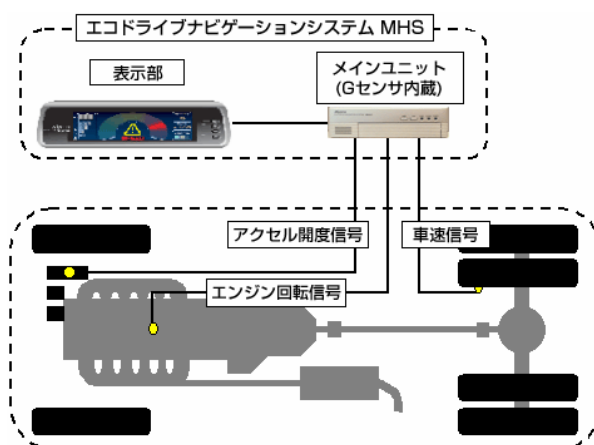 エコドライブナビゲーションシステム MHS
表示部
メインユニット
(Gセンサ内蔵)
アクセル開度信号
車速信号
エンジン回転信号